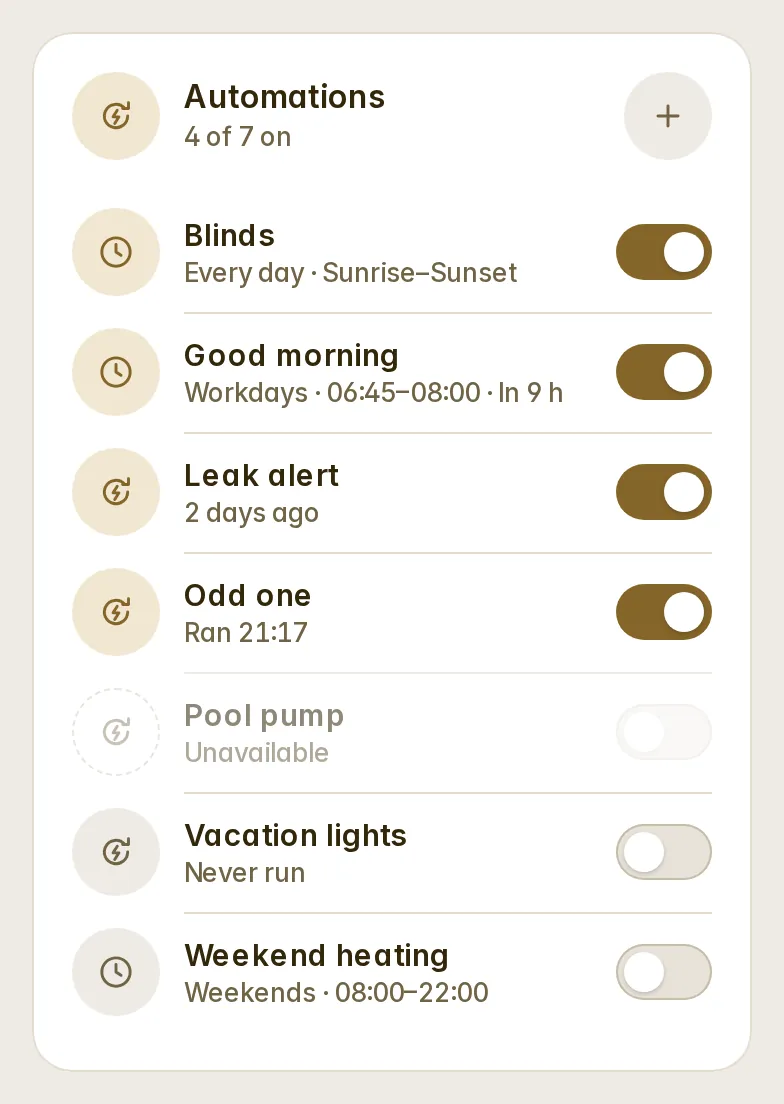 Automations
4 of 7 on
Blinds
Every day · Sunrise–Sunset
Good morning
Workdays · 06:45–08:00 · In 9 h
Leak alert
2 days ago
Odd one
Ran 21:17
Pool pump
Unavailable
Vacation lights
Never run
Weekend heating
Weekends · 08:00–22:00